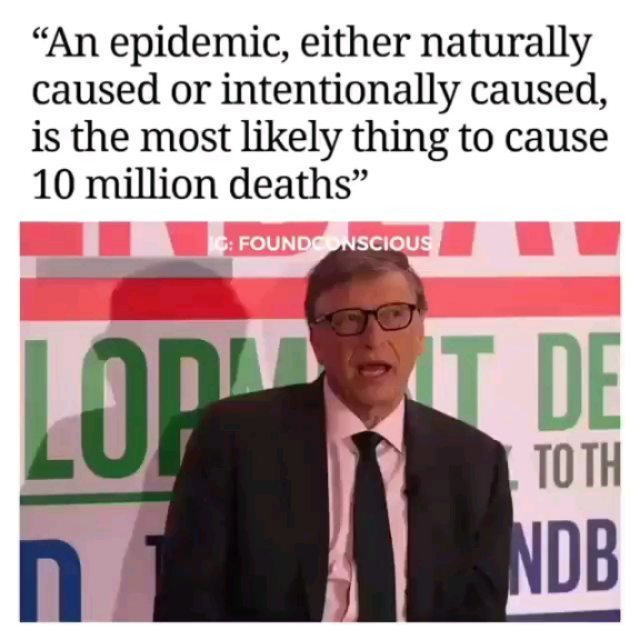 “An epidemic, either naturally
caused or intentionally caused,
is the most likely thing to cause
10 million deaths”
IG: FOUNDCONSCIOUS
IT DE
TO TH
NDB